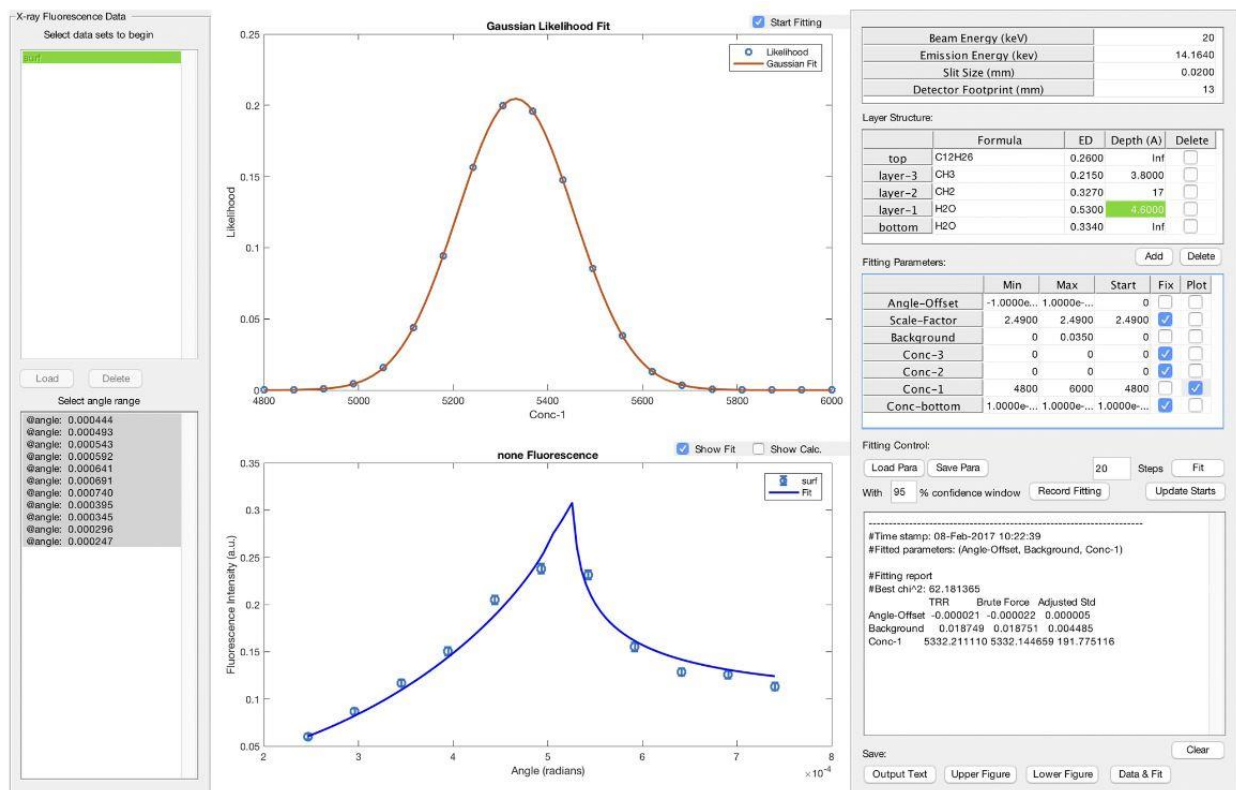 X-ray Fluorescence Data
Select data sets to begin
surf
Load Delete
Select angle range
@angle: 0.000444
@angle: 0.000493
@angle: 0.000543
@angle: 0.000592
@angle: 0.000641
@angle: 0.000691
@angle: 0.000740
@angle: 0.000395
@angle: 0.000345
@angle: 0.000296
@angle: 0.000247
Gaussian Likelihood Fit
Start Fitting
Likelihood
Gaussian Fit
0.25
0.2
0.15
0.1
0.05
0
Likelihood
4800 5000 5200 5400 5600 5800 6000
Conc-1
Show Fit Show Calc.
none Fluorescence
surf
Fit
0.35
0.3
0.25
0.2
0.15
0.1
0.05
Fluorescence Intensity (a.u.)
2 3 4 5 6 7 8
Angle (radians) ×10⁻⁴
Beam Energy (keV) 20
Emission Energy (kev) 14.1640
Slit Size (mm) 0.0200
Detector Footprint (mm) 13
Layer Structure:
Formula ED Depth (A) Delete
top C12H26 0.2600 Inf
layer-3 CH3 0.2150 3.8000
layer-2 CH2 0.3270 17
layer-1 H2O 0.5300 4.6000
bottom H2O 0.3340 Inf
Add Delete
Fitting Parameters:
Min Max Start Fix Plot
Angle-Offset -1.0000e... 1.0000e-... 0
Scale-Factor 2.4900 2.4900 2.4900
Background 0 0.0350 0
Conc-3 0 0 0
Conc-2 0 0 0
Conc-1 4800 6000 4800
Conc-bottom 1.0000e-... 1.0000e-... 1.0000e-...
Fitting Control:
Load Para Save Para 20 Steps Fit
With 95 % confidence window Record Fitting Update Starts
#Time stamp: 08-Feb-2017 10:22:39
#Fitted parameters: (Angle-Offset, Background, Conc-1)
#Fitting report
#Best chi^2: 62.181365
TRR Brute Force Adjusted Std
Angle-Offset -0.000021 -0.000022 0.000005
Background 0.018749 0.018751 0.004485
Conc-1 5332.211110 5332.144659 191.775116
Clear
Save:
Output Text Upper Figure Lower Figure Data & Fit